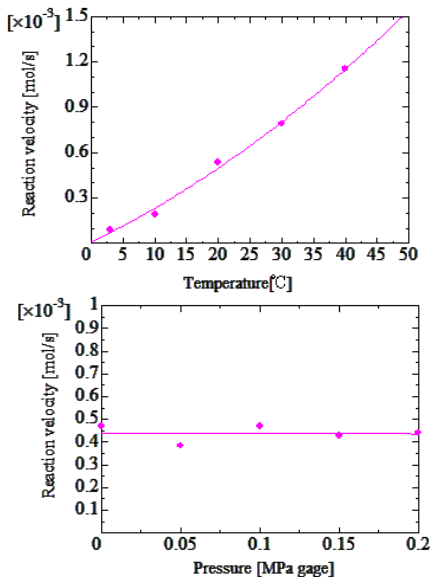 [×10⁻³]
1.5
1.2
0.9
0.6
0.3
Reaction velocity [mol/s]
0 5 10 15 20 25 30 35 40 45 50
Temperature[℃]
[×10⁻³]
1
0.9
0.8
0.7
0.6
0.5
0.4
0.3
0.2
0.1
Reaction velocity [mol/s]
0 0.05 0.1 0.15 0.2
Pressure [MPa gage]